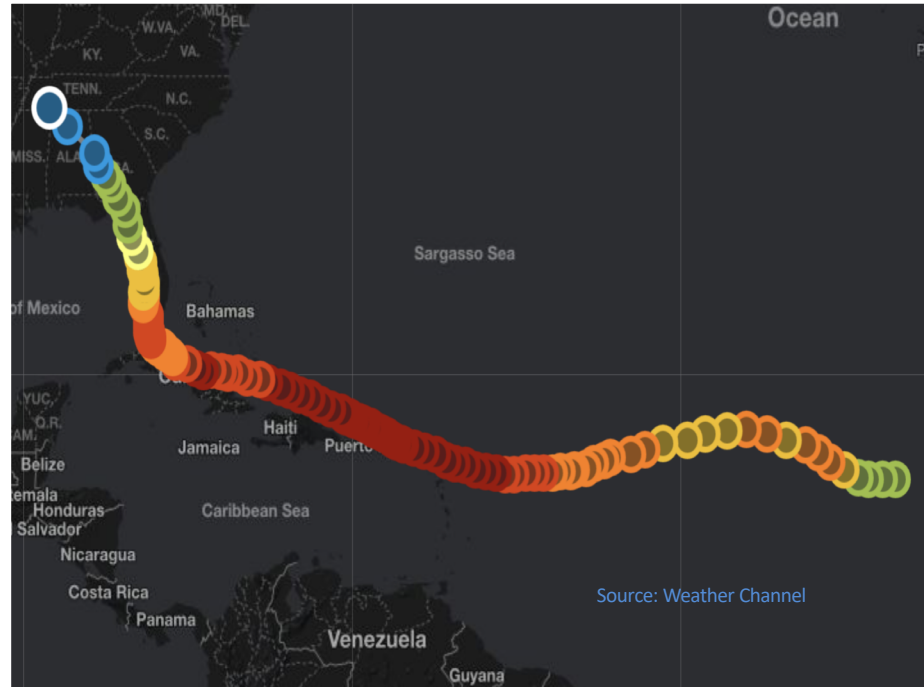 MD.
W.VA.
DEL.
Ocean
KY.
VA.
TENN.
N.C.
S.C.
MISS.
ALA
GA.
Sargasso Sea
of Mexico
Bahamas
YUC.
Q.R.
Haiti
Puerto
Jamaica
Belize
Honduras
Caribbean Sea
Salvador
Nicaragua
Costa Rica
Source: Weather Channel
Panama
Venezuela
Guyana